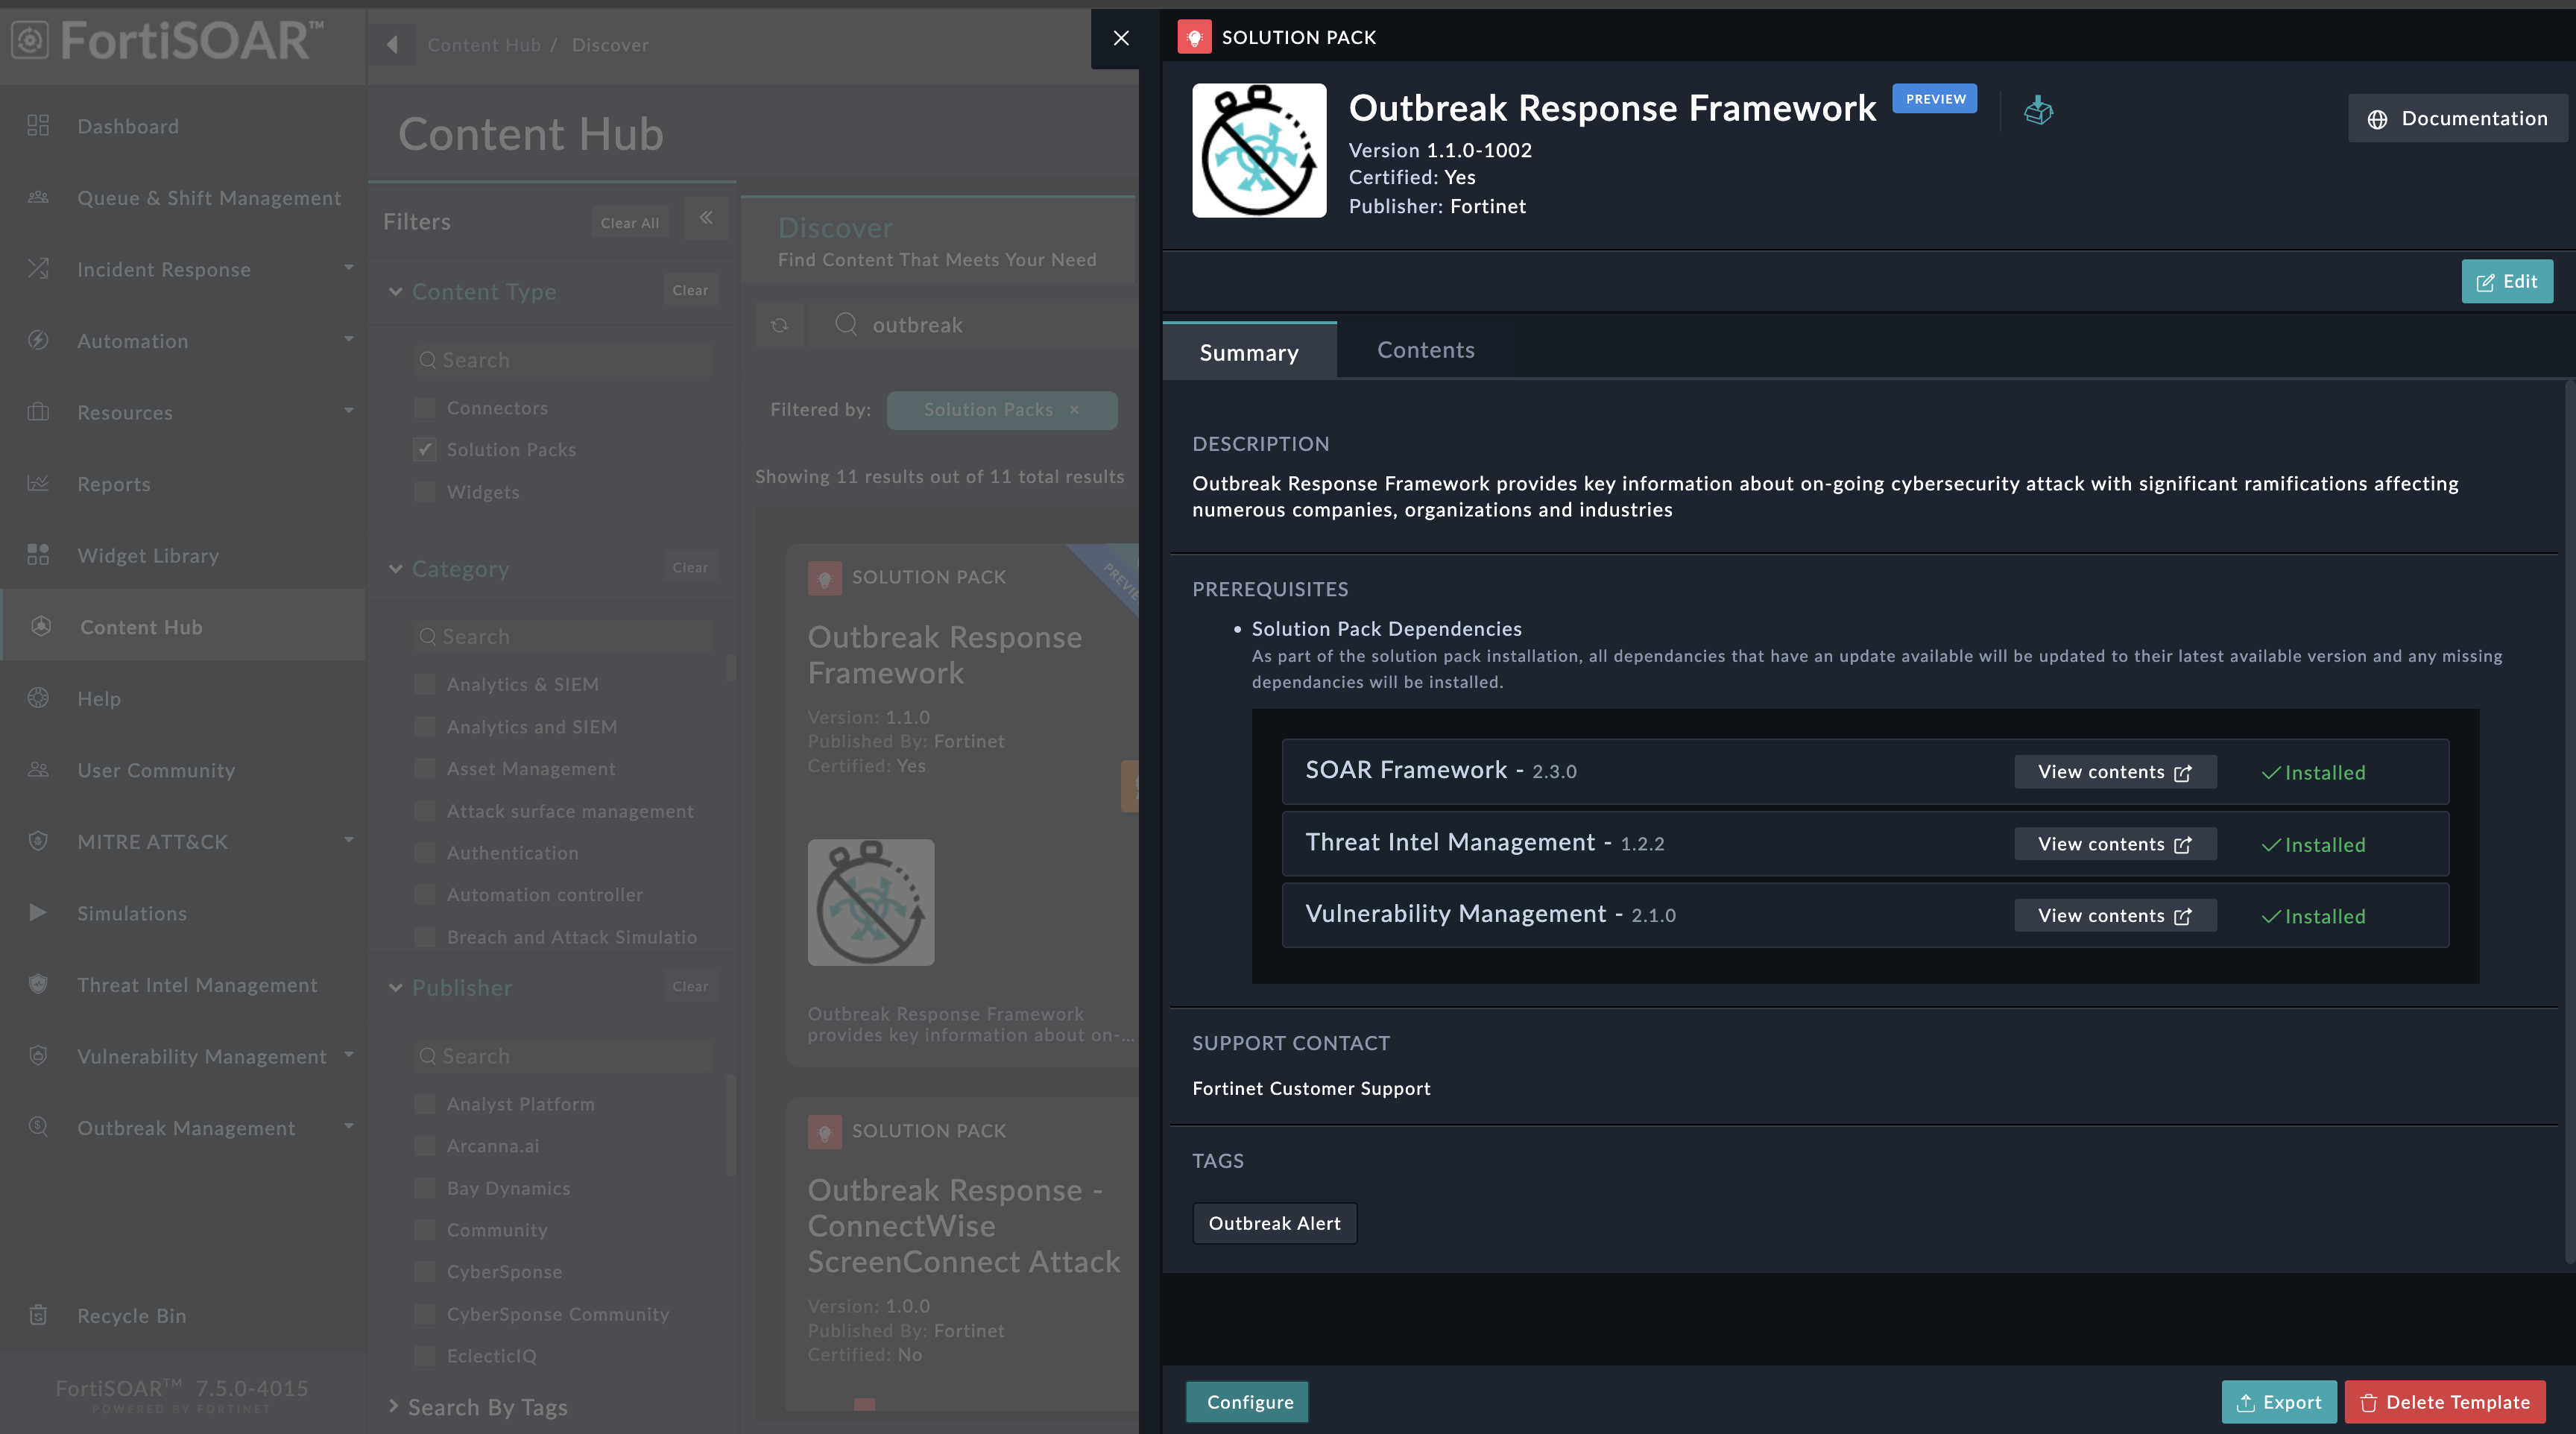 FortiSOAR™
Dashboard
Queue & Shift Management
Incident Response
Automation
Resources
Reports
Widget Library
Content Hub
Help
User Community
MITRE ATT&CK
Simulations
Threat Intel Management
Vulnerability Management
Outbreak Management
Recycle Bin
FortiSOAR™ 7.5.0-4015
POWERED BY FORTINET
Content Hub / Discover
Content Hub
Filters
Clear All
Content Type
Clear
Search
Connectors
Solution Packs
Widgets
Category
Clear
Search
Analytics & SIEM
Analytics and SIEM
Asset Management
Attack surface management
Authentication
Automation controller
Breach and Attack Simulatio
Publisher
Clear
Search
Analyst Platform
Arcanna.ai
Bay Dynamics
Community
CyberSponse
CyberSponse Community
EclecticIQ
Search By Tags
Discover
Find Content That Meets Your Need
outbreak
Filtered by: Solution Packs ×
Showing 11 results out of 11 total results
SOLUTION PACK
PREVIE
Outbreak Response
Framework
Version: 1.1.0
Published By: Fortinet
Certified: Yes
Outbreak Response Framework
provides key information about on-...
SOLUTION PACK
Outbreak Response -
ConnectWise
ScreenConnect Attack
Version: 1.0.0
Published By: Fortinet
Certified: No
SOLUTION PACK
Outbreak Response Framework
PREVIEW
Version 1.1.0-1002
Certified: Yes
Publisher: Fortinet
Documentation
Edit
Summary
Contents
DESCRIPTION
Outbreak Response Framework provides key information about on-going cybersecurity attack with significant ramifications affecting
numerous companies, organizations and industries
PREREQUISITES
• Solution Pack Dependencies
As part of the solution pack installation, all dependancies that have an update available will be updated to their latest available version and any missing
dependancies will be installed.
SOAR Framework - 2.3.0 View contents Installed
Threat Intel Management - 1.2.2 View contents Installed
Vulnerability Management - 2.1.0 View contents Installed
SUPPORT CONTACT
Fortinet Customer Support
TAGS
Outbreak Alert
Configure
Export
Delete Template